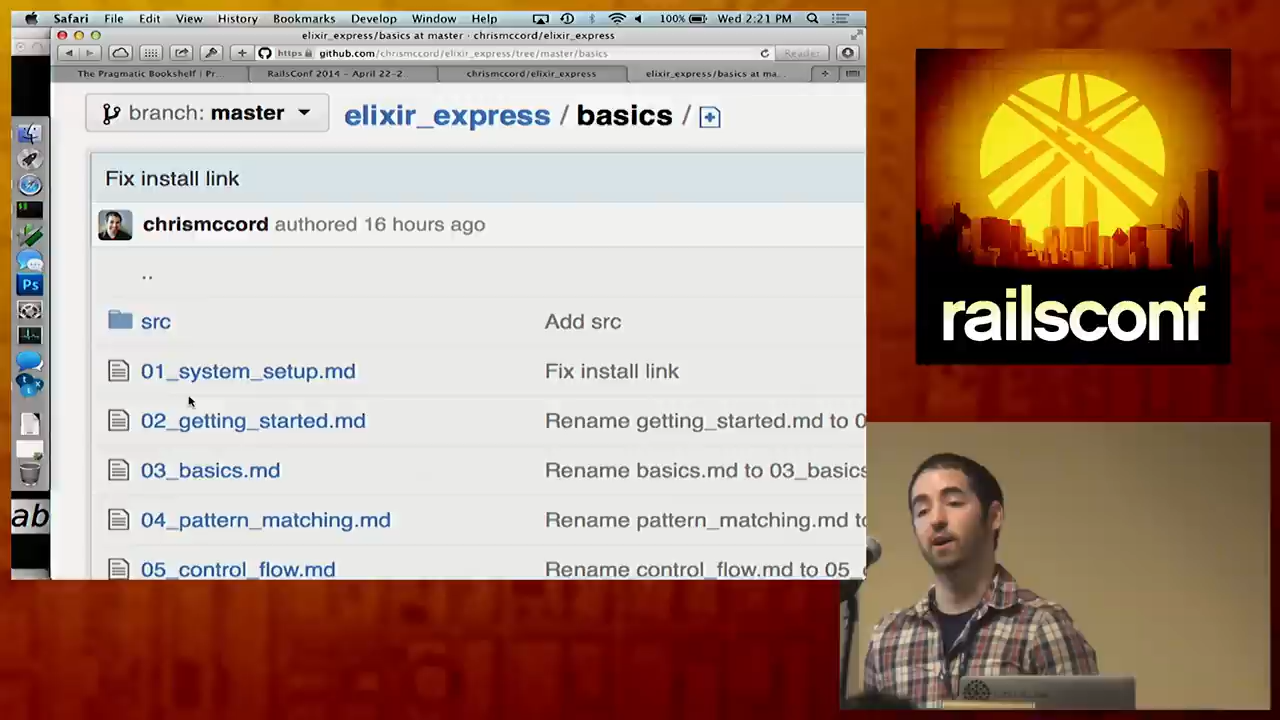 Safari File Edit View History Bookmarks Develop Window Help 100% Wed 2:21 PM
elixir_express/basics at master · chrismccord/elixir_express
https github.com/chrismccord/elixir_express/tree/master/basics Reader
The Pragmatic Bookshelf | Pr... RailsConf 2014 - April 22-2... chrismccord/elixir_express elixir_express/basics at ma...
branch: master elixir_express / basics /
Fix install link
chrismccord authored 16 hours ago
..
src Add src
01_system_setup.md Fix install link
02_getting_started.md Rename getting_started.md to 0
03_basics.md Rename basics.md to 03_basics
04_pattern_matching.md Rename pattern_matching.md to
05_control_flow.md Rename control_flow.md to 05_
Ps
ab
railsconf